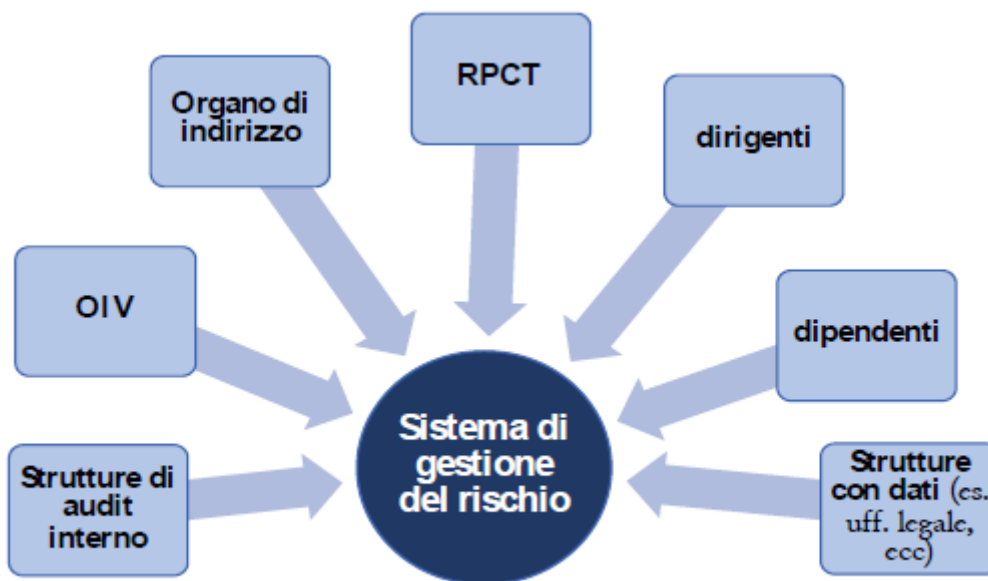 RPCT
Organo di
indirizzo
dirigenti
OIV
dipendenti
Sistema di
gestione
del rischio
Strutture di
audit
interno
Strutture
con dati (es.
uff. legale,
ecc)